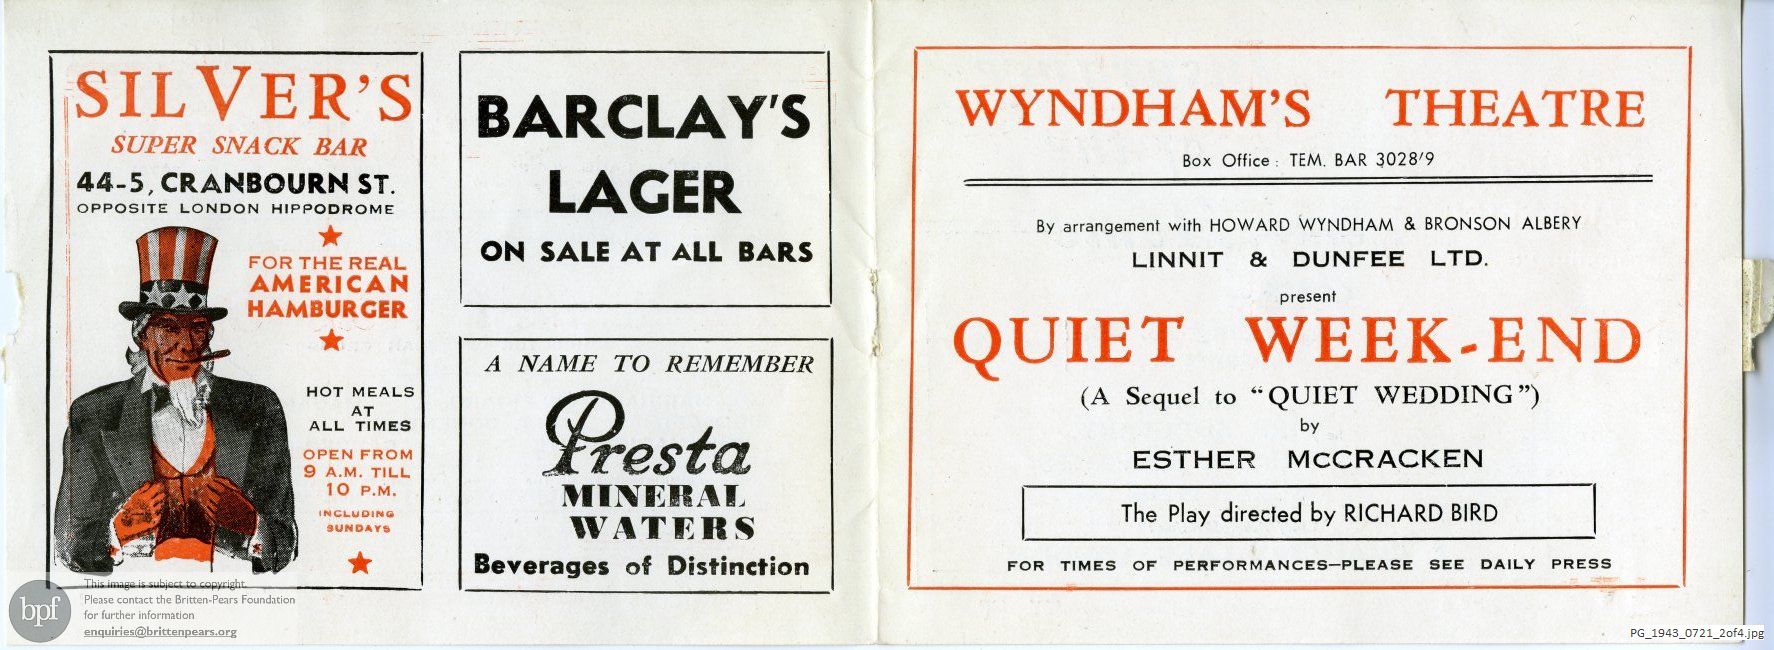 SILVER'S
SUPER SNACK BAR
44-5, CRANBOURN ST.
OPPOSITE LONDON HIPPODROME
FOR THE REAL
AMERICAN
HAMBURGER
HOT MEALS
AT
ALL TIMES
OPEN FROM
9 A.M. TILL
10 P.M.
INCLUDING
SUNDAYS
BARCLAY'S
LAGER
ON SALE AT ALL BARS
A NAME TO REMEMBER
Presta
MINERAL
WATERS
Beverages of Distinction
WYNDHAM'S THEATRE
Box Office: TEM. BAR 3028/9
By arrangement with HOWARD WYNDHAM & BRONSON ALBERY
LINNIT & DUNFEE LTD.
present
QUIET WEEK-END
(A Sequel to "QUIET WEDDING")
by
ESTHER McCRACKEN
The Play directed by RICHARD BIRD
FOR TIMES OF PERFORMANCES—PLEASE SEE DAILY PRESS
bpf
This image is subject to copyright.
Please contact the Britten-Pears Foundation
for further information
enquiries@brittenpears.org
PG_1943_0721_2of4.jpg